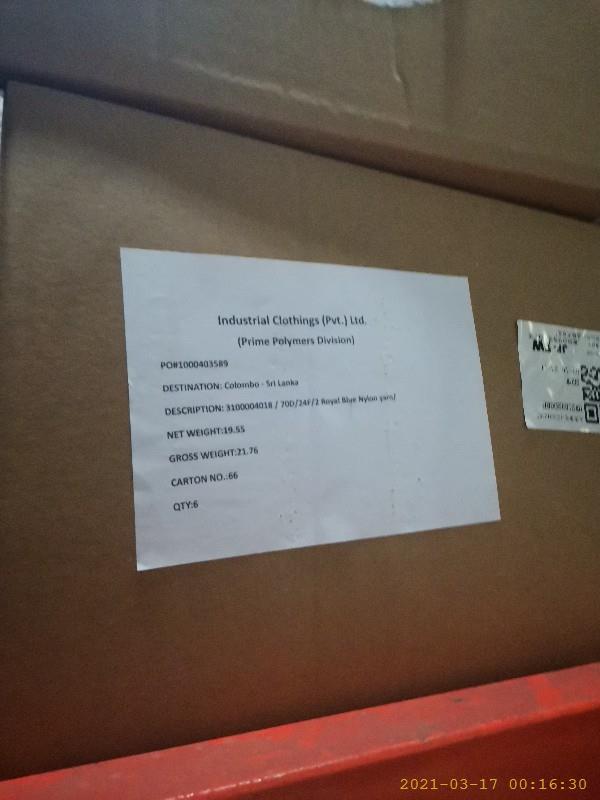 Industrial Clothings (Pvt.) Ltd.
(Prime Polymers Division)
PO#1000403589
DESTINATION: Colombo - Sri Lanka
DESCRIPTION: 3100004018 / 70D/24F/2 Royal Blue Nylon yarn/
NET WEIGHT:19.55
GROSS WEIGHT:21.76
CARTON NO.:66
QTY:6
2021-03-17 00:16:30